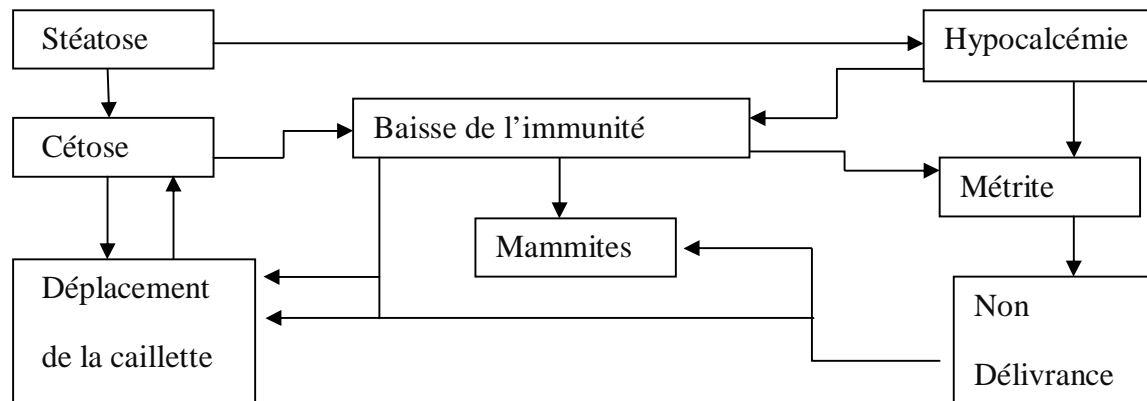 Stéatose
Hypocalcémie
Baisse de l’immunité
Cétose
Métrite
Mammites
Déplacement
de la caillette
Non
Délivrance